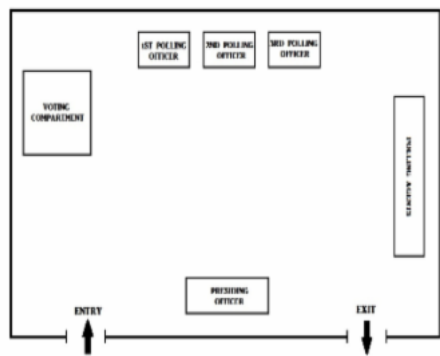 1ST POLLING
OFFICER
2ND POLLING
OFFICER
3RD POLLING
OFFICER
VOTING
COMPARTMENT
POLLING AGENTS
PRESIDING
OFFICER
ENTRY
EXIT